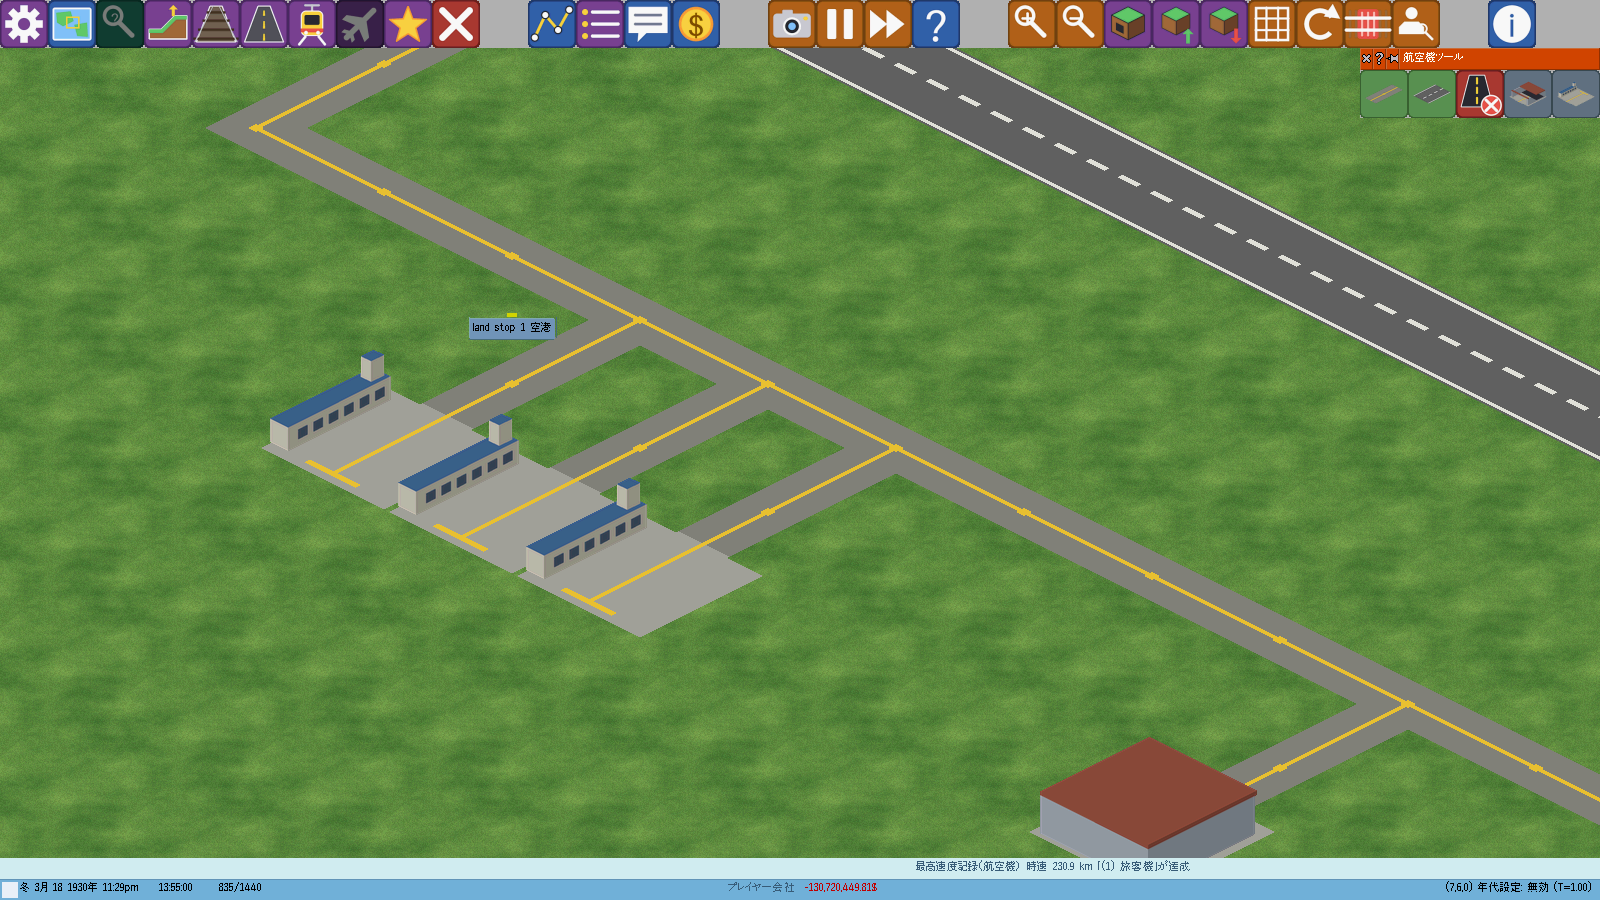 航空機ツール
land stop 1 空港
最高速度記録(航空機) 時速 230.9 km 「(1) 旅客機」が達成
冬 3月 18 1930年 11:29pm 13:55:00 835/1440 プレイヤー会社 -130,720,449.81$ (7,6,0) 年代設定: 無効 (T=1.00)